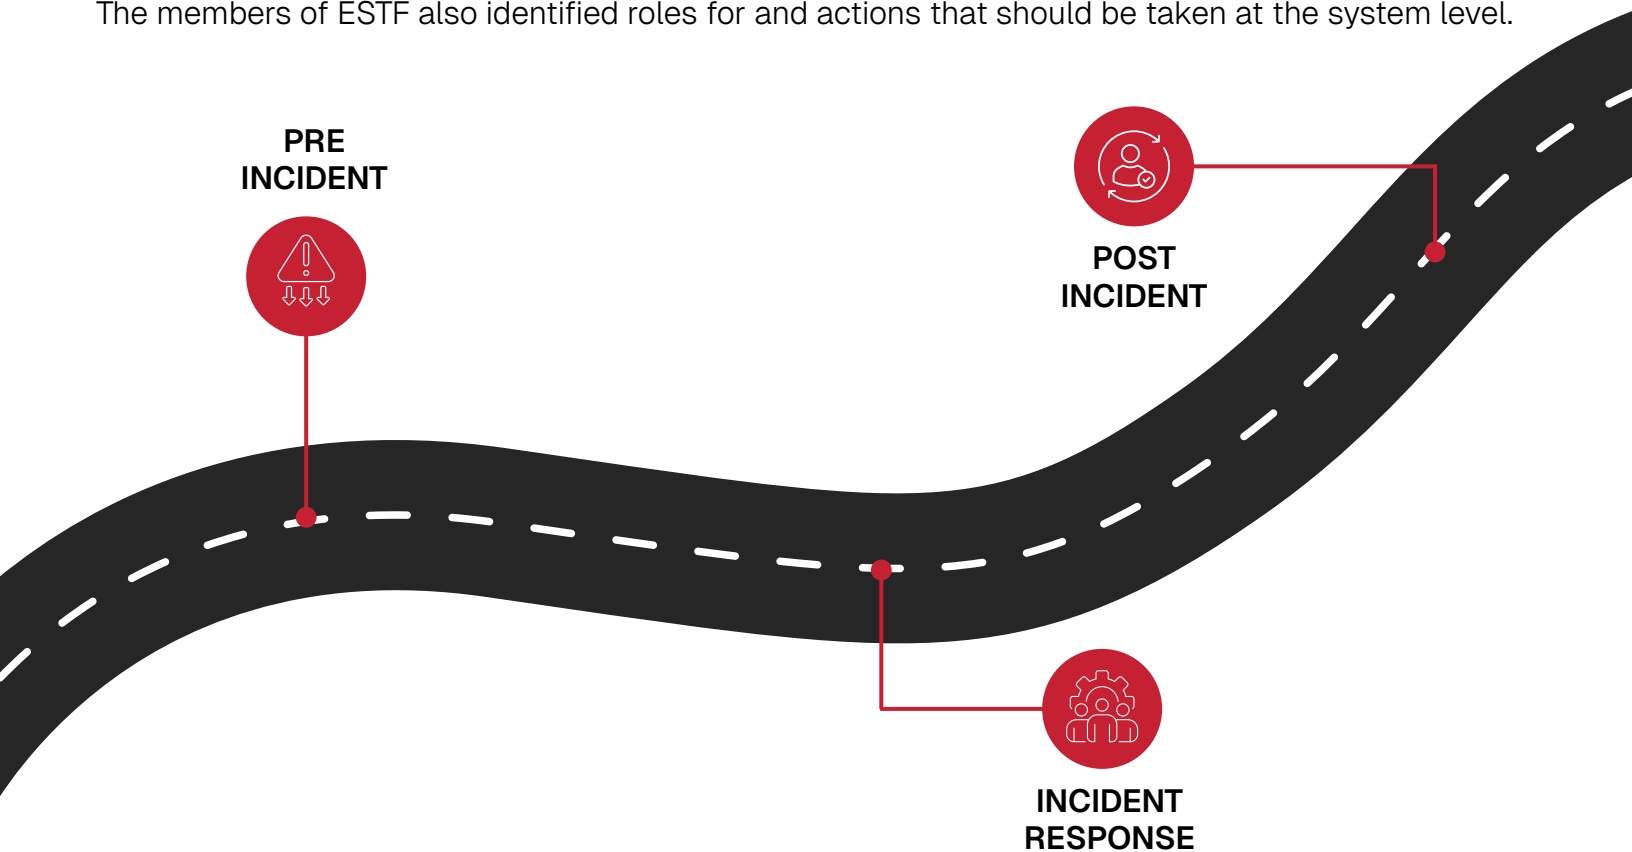 The members of ESTF also identified roles for and actions that should be taken at the system level.
PRE
INCIDENT
POST
INCIDENT
INCIDENT
RESPONSE